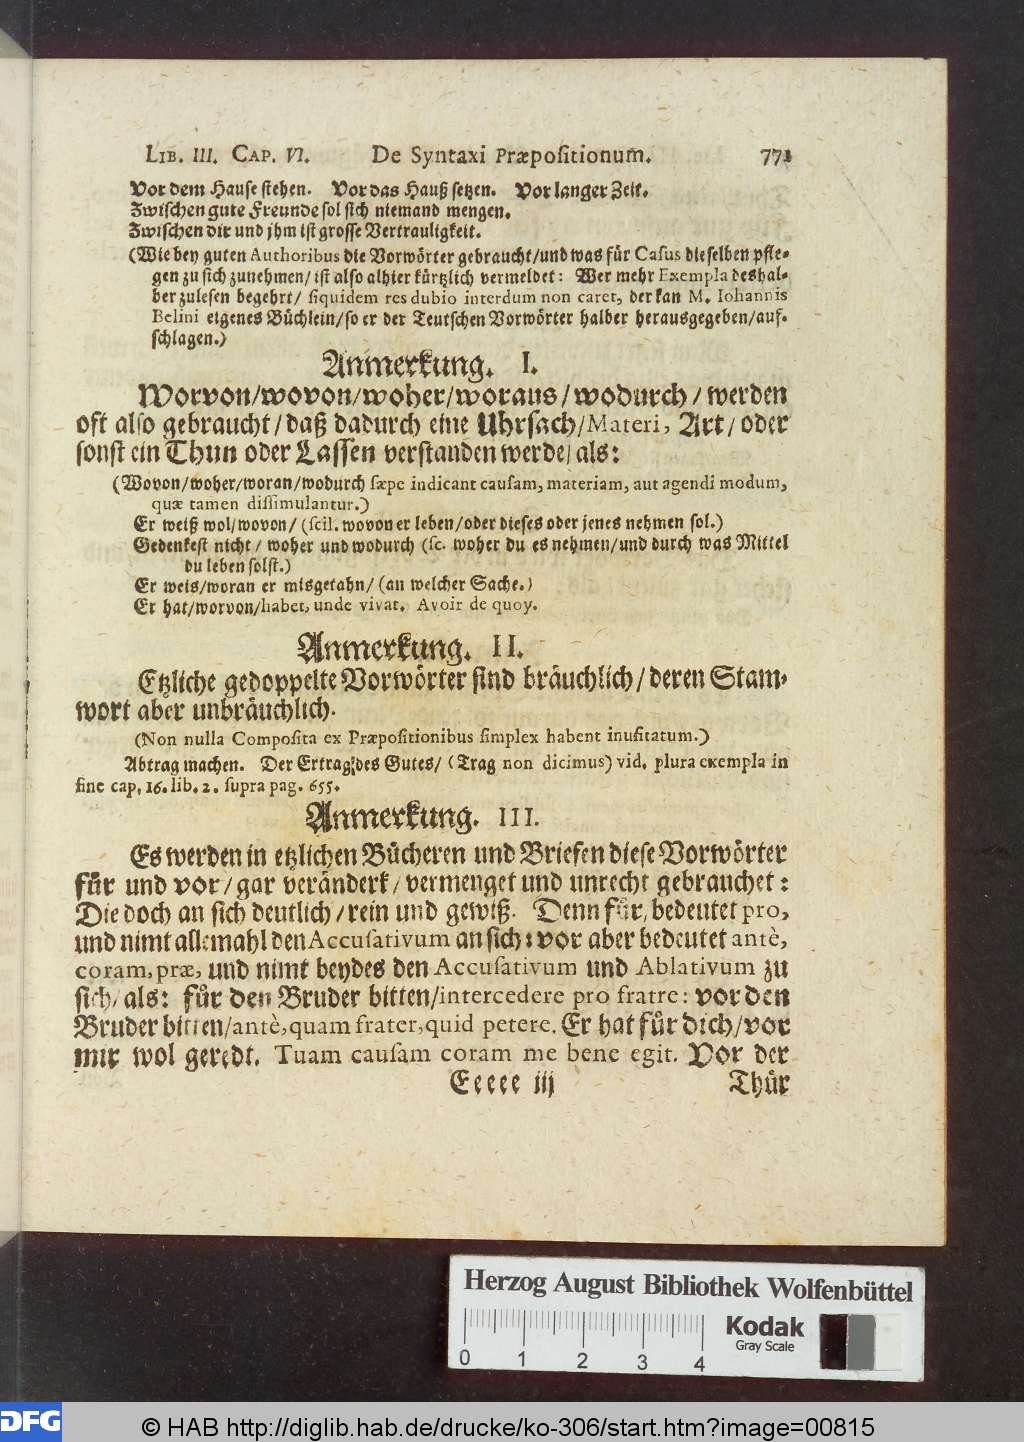 LIB. III. CAP. VI. De Syntaxi Præpositionum. 771
Vor dem Hause stehen. Vor das Hauß setzen. Vor langer Zeit.
Zwischen gute Freunde sol sich niemand mengen.
Zwischen dir und jhm ist grosse Vertrauligkeit.
(Wie bey guten Authoribus die Vorwörter gebraucht/und was für Casus dieselben pfle-
gen zu sich zunehmen/ist also alhier kürtzlich vermeldet: Wer mehr Exempla deshal-
ber zulesen begehrt/ siquidem res dubio interdum non caret, der kan M. Iohannis
Belini eigenes Büchlein/so er der Teutschen Vorwörter halber herausgegeben/auf-
schlagen.)
Anmerkung. I.
Worvon/wovon/woher/woraus/wodurch/werden
oft also gebraucht/daß dadurch eine Uhrsach/Materi, Art/oder
sonst ein Thun oder Lassen verstanden werde/als:
(Wovon/woher/woran/wodurch sæpe indicant causam, materiam, aut agendi modum,
quæ tamen dissimulantur.)
Er weiß wol/wovon/(scil. wovon er leben/oder dieses oder jenes nehmen sol.)
Gedenkest nicht/ woher und wodurch (sc. woher du es nehmen/und durch was Mittel
du leben solst.)
Er weis/woran er misgetahn/(an welcher Sache.)
Er hat/worvon/habet, unde vivat. Avoir de quoy.
Anmerkung. II.
Etzliche gedoppelte Vorwörter sind bräuchlich/deren Stam-
wort aber unbräuchlich.
(Non nulla Composita ex Præpositionibus simplex habent inusitatum.)
Abtrag machen. Der Ertrag des Gutes/ (Trag non dicimus) vid. plura exempla in
fine cap. 16. lib. 2. supra pag. 655.
Anmerkung. III.
Es werden in etzlichen Bücheren und Briefen diese Vorwörter
für und vor/gar verändert/vermenget und unrecht gebrauchet:
Die doch an sich deutlich/rein und gewiß. Denn für/bedeutet pro,
und nimt allemahl den Accusativum an sich: vor aber bedeutet antè,
coram, præ, und nimt beydes den Accusativum und Ablativum zu
sich/als: für den Bruder bitten/intercedere pro fratre: vor den
Bruder bitten/antè, quam frater, quid petere. Er hat für dich/vor
mir wol geredt. Tuam causam coram me bene egit. Vor der
Eeeee iij Thür
Herzog August Bibliothek Wolfenbüttel
Kodak
Gray Scale
0 1 2 3 4
DFG
© HAB http://diglib.hab.de/drucke/ko-306/start.htm?image=00815